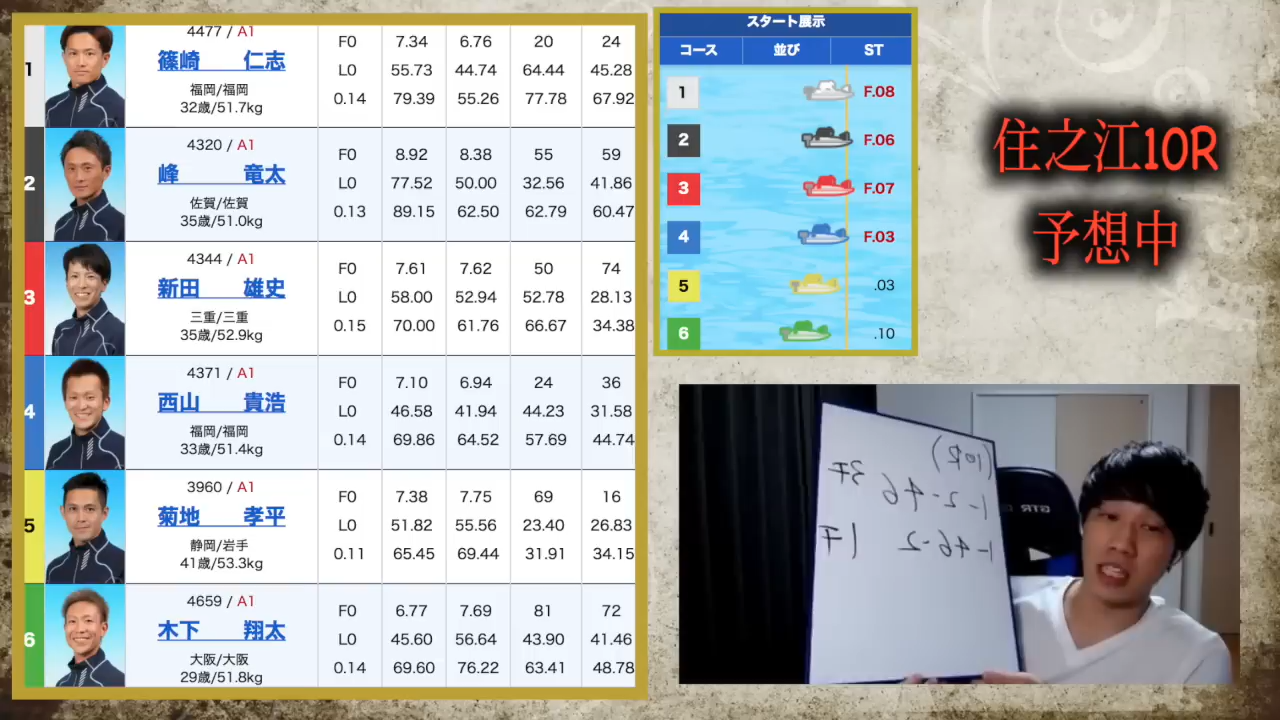 1
4477 / A1
篠崎 仁志
福岡/福岡
32歳/51.7kg
F0 7.34 6.76 20 24
L0 55.73 44.74 64.44 45.28
0.14 79.39 55.26 77.78 67.92
2
4320 / A1
峰 竜太
佐賀/佐賀
35歳/51.0kg
F0 8.92 8.38 55 59
L0 77.52 50.00 32.56 41.86
0.13 89.15 62.50 62.79 60.47
3
4344 / A1
新田 雄史
三重/三重
35歳/52.9kg
F0 7.61 7.62 50 74
L0 58.00 52.94 52.78 28.13
0.15 70.00 61.76 66.67 34.38
4
4371 / A1
西山 貴浩
福岡/福岡
33歳/51.4kg
F0 7.10 6.94 24 36
L0 46.58 41.94 44.23 31.58
0.14 69.86 64.52 57.69 44.74
5
3960 / A1
菊地 孝平
静岡/岩手
41歳/53.3kg
F0 7.38 7.75 69 16
L0 51.82 55.56 23.40 26.83
0.11 65.45 69.44 31.91 34.15
6
4659 / A1
木下 翔太
大阪/大阪
29歳/51.8kg
F0 6.77 7.69 81 72
L0 45.60 56.64 43.90 41.46
0.14 69.60 76.22 63.41 48.78
スタート展示
コース 並び ST
1 F.08
2 F.06
3 F.07
4 F.03
5 .03
6 .10
住之江10R
予想中
(10R)
1-2-46 3千
1-46-2 1千
GTR